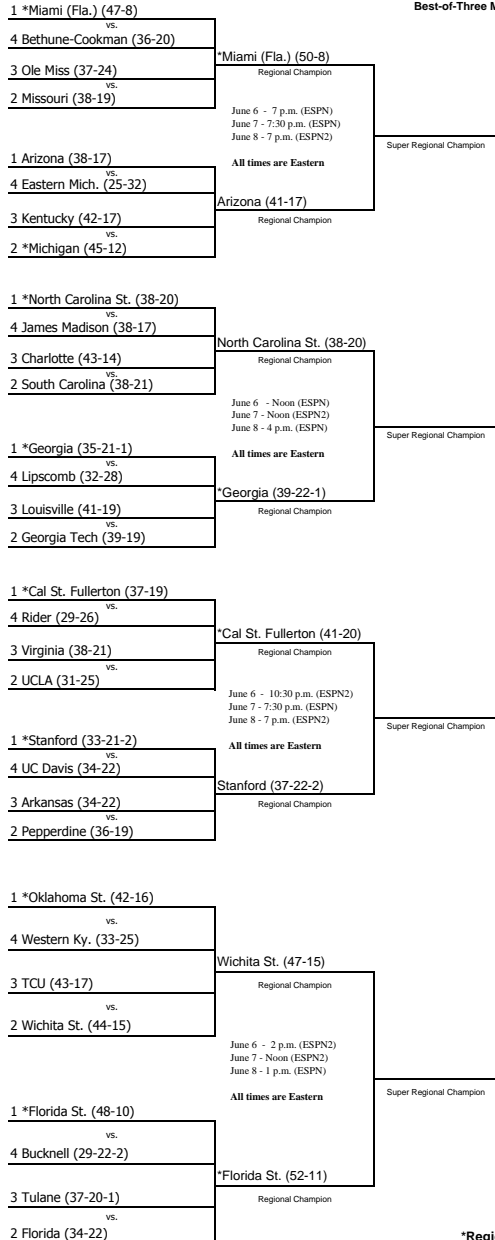 Best-of-Three M
1 *Miami (Fla.) (47-8)
vs.
4 Bethune-Cookman (36-20)
3 Ole Miss (37-24)
vs.
2 Missouri (38-19)
*Miami (Fla.) (50-8)
Regional Champion
June 6 - 7 p.m. (ESPN)
June 7 - 7:30 p.m. (ESPN)
June 8 - 7 p.m. (ESPN2)
All times are Eastern
Super Regional Champion
1 Arizona (38-17)
vs.
4 Eastern Mich. (25-32)
Arizona (41-17)
Regional Champion
3 Kentucky (42-17)
vs.
2 *Michigan (45-12)
1 *North Carolina St. (38-20)
vs.
4 James Madison (38-17)
North Carolina St. (38-20)
Regional Champion
3 Charlotte (43-14)
vs.
2 South Carolina (38-21)
June 6 - Noon (ESPN)
June 7 - Noon (ESPN2)
June 8 - 4 p.m. (ESPN)
All times are Eastern
Super Regional Champion
1 *Georgia (35-21-1)
vs.
4 Lipscomb (32-28)
*Georgia (39-22-1)
Regional Champion
3 Louisville (41-19)
vs.
2 Georgia Tech (39-19)
1 *Cal St. Fullerton (37-19)
vs.
4 Rider (29-26)
*Cal St. Fullerton (41-20)
Regional Champion
3 Virginia (38-21)
vs.
2 UCLA (31-25)
June 6 - 10:30 p.m. (ESPN2)
June 7 - 7:30 p.m. (ESPN)
June 8 - 7 p.m. (ESPN2)
All times are Eastern
Super Regional Champion
1 *Stanford (33-21-2)
vs.
4 UC Davis (34-22)
Stanford (37-22-2)
Regional Champion
3 Arkansas (34-22)
vs.
2 Pepperdine (36-19)
1 *Oklahoma St. (42-16)
vs.
4 Western Ky. (33-25)
Wichita St. (47-15)
Regional Champion
3 TCU (43-17)
vs.
2 Wichita St. (44-15)
June 6 - 2 p.m. (ESPN2)
June 7 - Noon (ESPN2)
June 8 - 1 p.m. (ESPN)
All times are Eastern
Super Regional Champion
1 *Florida St. (48-10)
vs.
4 Bucknell (29-22-2)
*Florida St. (52-11)
Regional Champion
3 Tulane (37-20-1)
vs.
2 Florida (34-22)
*Regi